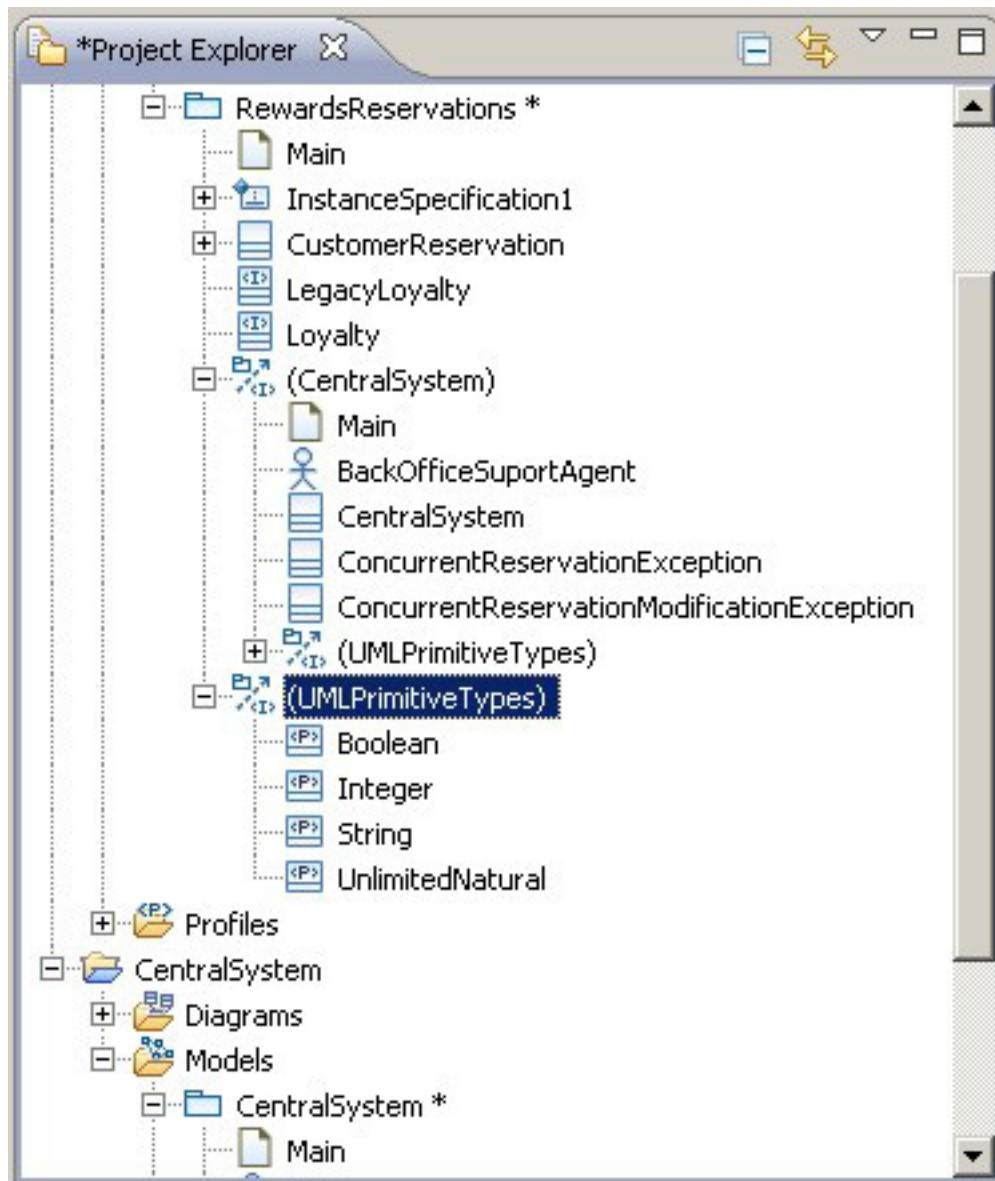 *Project Explorer
RewardsReservations *
Main
InstanceSpecification1
CustomerReservation
LegacyLoyalty
Loyalty
(CentralSystem)
Main
BackOfficeSuportAgent
CentralSystem
ConcurrentReservationException
ConcurrentReservationModificationException
(UMLPrimitiveTypes)
(UMLPrimitiveTypes)
Boolean
Integer
String
UnlimitedNatural
Profiles
CentralSystem
Diagrams
Models
CentralSystem *
Main